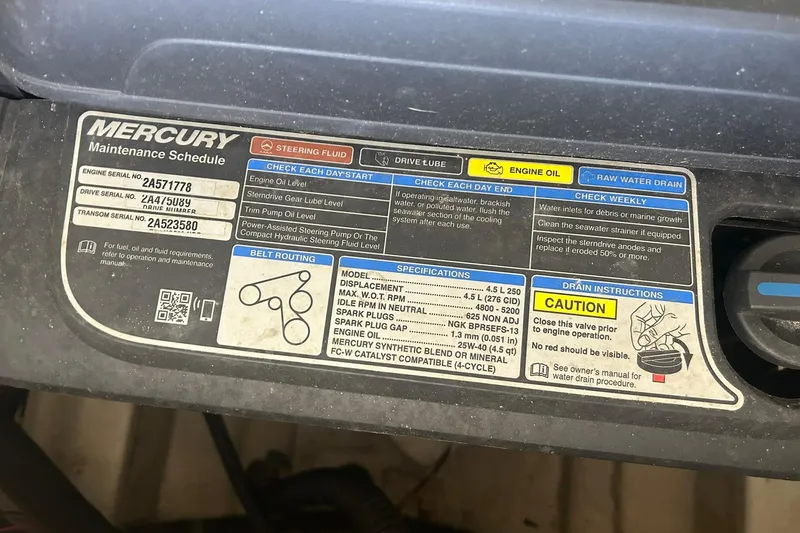 MERCURY
Maintenance Schedule
STEERING FLUID
DRIVE LUBE
ENGINE OIL
RAW WATER DRAIN
ENGINE SERIAL NO.
2A571778
DRIVE SERIAL NO.
2A475089
DRIVE NUMBER
TRANSOM SERIAL NO.
2A523580
For fuel, oil and fluid requirements,
refer to operation and maintenance
manual.
CHECK EACH DAY START
Engine Oil Level
Sterndrive Gear Lube Level
Trim Pump Oil Level
Power-Assisted Steering Pump Or The
Compact Hydraulic Steering Fluid Level
CHECK EACH DAY END
If operating in saltwater, brackish
water, or polluted water, flush the
seawater section of the cooling
system after each use.
CHECK WEEKLY
Water inlets for debris or marine growth
Clean the seawater strainer if equipped
Inspect the sterndrive anodes and
replace if eroded 50% or more.
BELT ROUTING
SPECIFICATIONS
MODEL 4.5 L 250
DISPLACEMENT 4.5 L (276 CID)
MAX. W.O.T. RPM 4800 - 5200
IDLE RPM IN NEUTRAL 625 NON ADJ
SPARK PLUGS NGK BPR5EFS-13
SPARK PLUG GAP 1.3 mm (0.051 in)
ENGINE OIL 25W-40 (4.5 qt)
MERCURY SYNTHETIC BLEND OR MINERAL
FC-W CATALYST COMPATIBLE (4-CYCLE)
DRAIN INSTRUCTIONS
CAUTION
Close this valve prior
to engine operation.
No red should be visible.
See owner's manual for
water drain procedure.